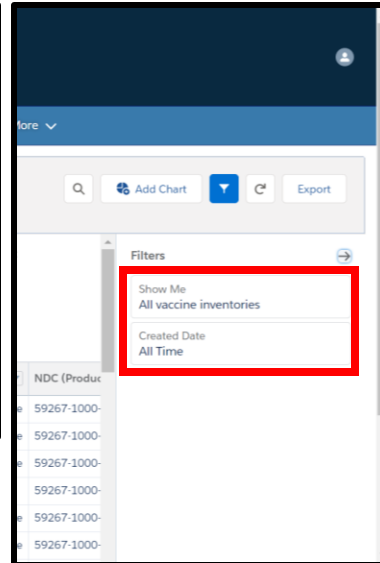 More
Add Chart
Export
Filters
Show Me
All vaccine inventories
Created Date
All Time
NDC (Produc
e 59267-1000-
e 59267-1000-
e 59267-1000-
59267-1000-
e 59267-1000-
e 59267-1000-